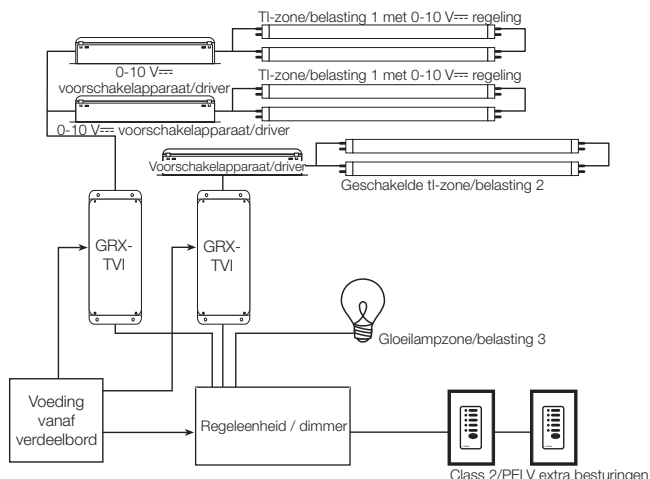 Tl-zone/belasting 1 met 0-10 V⎓ regeling
0-10 V⎓
voorschakelapparaat/driver
Tl-zone/belasting 1 met 0-10 V⎓ regeling
0-10 V⎓ voorschakelapparaat/driver
Voorschakelapparaat/driver
Geschakelde tl-zone/belasting 2
GRX-
TVI
GRX-
TVI
Gloeilampzone/belasting 3
Voeding
vanaf
verdeelbord
Regeleenheid / dimmer
Class 2/PELV extra besturingen